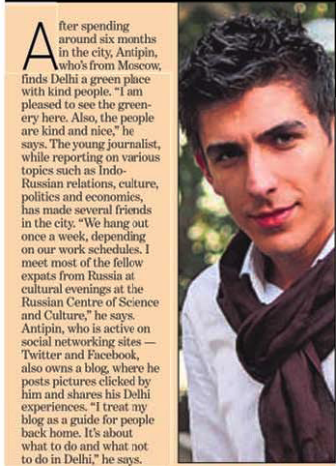 After spending
around six months
in the city, Antipin,
who's from Moscow,
finds Delhi a green place
with kind people. “I am
pleased to see the green-
ery here. Also, the people
are kind and nice,” he
says. The young journalist,
while reporting on various
topics such as Indo-
Russian relations, culture,
politics and economics,
has made several friends
in the city. “We hang out
once a week, depending
on our work schedules. I
meet most of the fellow
expats from Russia at
cultural evenings at the
Russian Centre of Science
and Culture,” he says.
Antipin, who is active on
social networking sites —
Twitter and Facebook,
also owns a blog, where he
posts pictures clicked by
him and shares his Delhi
experiences. “I treat my
blog as a guide for people
back home. It's about
what to do and what not
to do in Delhi,” he says.